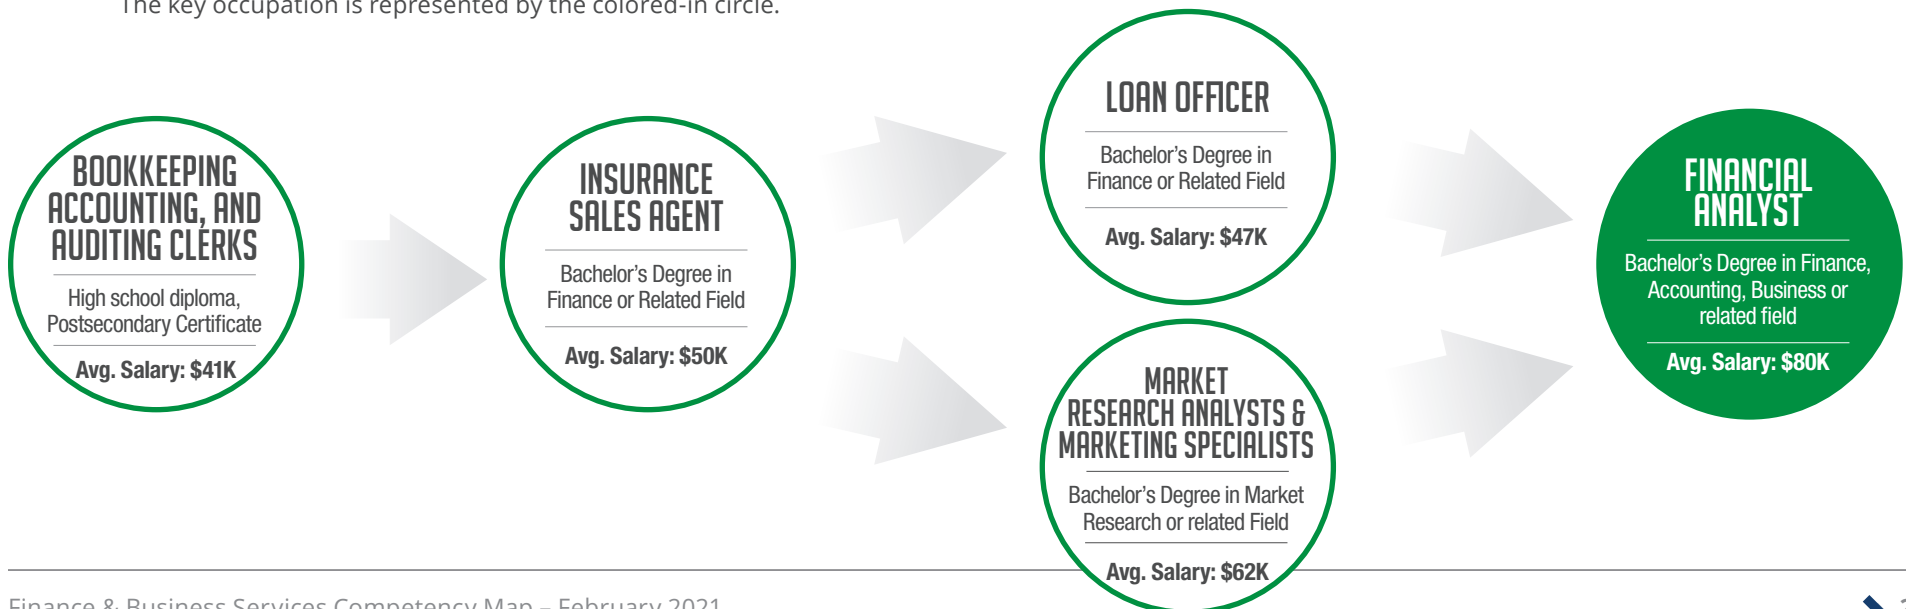 The key occupation is represented by the colored-in circle.
BOOKKEEPING
ACCOUNTING, AND
AUDITING CLERKS
High school diploma,
Postsecondary Certificate
Avg. Salary: $41K
INSURANCE
SALES AGENT
Bachelor's Degree in
Finance or Related Field
Avg. Salary: $50K
LOAN OFFICER
Bachelor's Degree in
Finance or Related Field
Avg. Salary: $47K
MARKET
RESEARCH ANALYSTS &
MARKETING SPECIALISTS
Bachelor's Degree in Market
Research or related Field
Avg. Salary: $62K
FINANCIAL
ANALYST
Bachelor's Degree in Finance,
Accounting, Business or
related field
Avg. Salary: $80K
Finance & Business Services Competency Map – February 2021